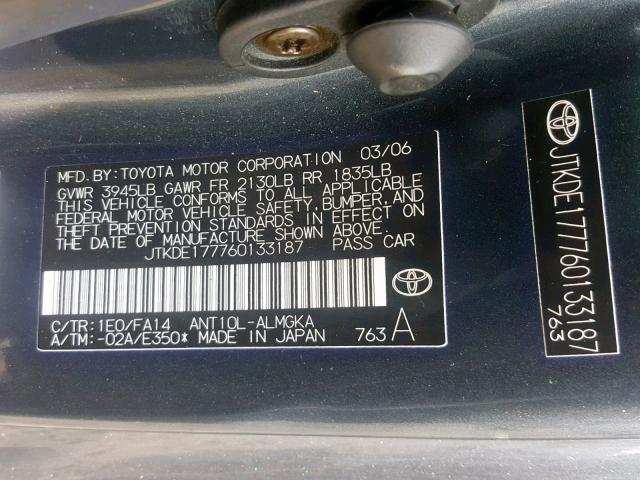 MFD.BY:TOYOTA MOTOR CORPORATION 03/06
GVWR 3945LB GAWR FR 2130LB RR 1835LB
THIS VEHICLE CONFORMS TO ALL APPLICABLE
FEDERAL MOTOR VEHICLE SAFETY,BUMPER,AND
THEFT PREVENTION STANDARDS IN EFFECT ON
THE DATE OF MANUFACTURE SHOWN ABOVE.
JTKDE177760133187 PASS CAR
C/TR:1E0/FA14 ANT10L-ALMGKA
A/TM:-02A/E350* MADE IN JAPAN 763 A
JTKDE177760133187
763